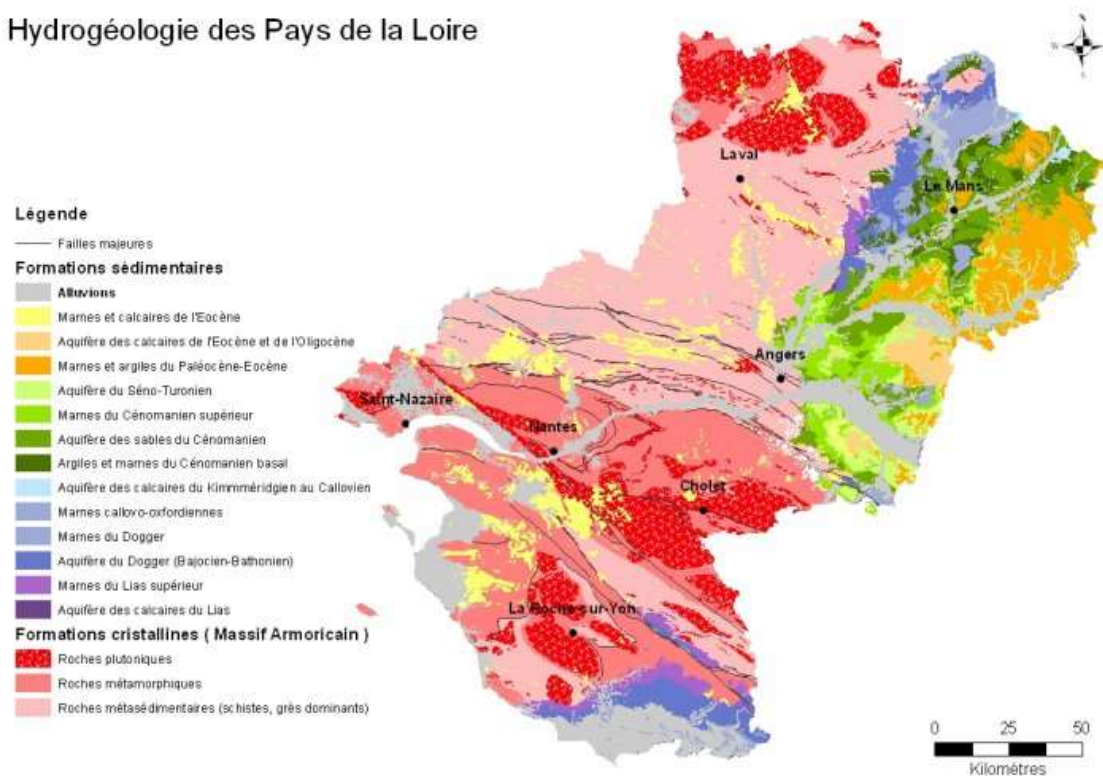 Hydrogéologie des Pays de la Loire
N
W
S
Légende
Failles majeures
Formations sédimentaires
Alluvions
Marnes et calcaires de l'Eocène
Aquifère des calcaires de l'Eocène et de l'Oligocène
Marnes et argiles du Paléocène-Eocène
Aquifère du Séno-Turonien
Marnes du Cénomanien supérieur
Aquifère des sables du Cénomanien
Argiles et marnes du Cénomanien basal
Aquifère des calcaires du Kimmméridgien au Callovien
Marnes callovo-oxfordiennes
Marnes du Dogger
Aquifère du Dogger (Bajocien-Bathonien)
Marnes du Lias supérieur
Aquifère des calcaires du Lias
Formations cristallines ( Massif Armoricain )
Roches plutoniques
Roches métamorphiques
Roches métasédimentaires (schistes, grès dominants)
Laval
Le Mans
Angers
Saint-Nazaire
Nantes
Cholet
La Roche-sur-Yon
0 25 50
Kilomètres